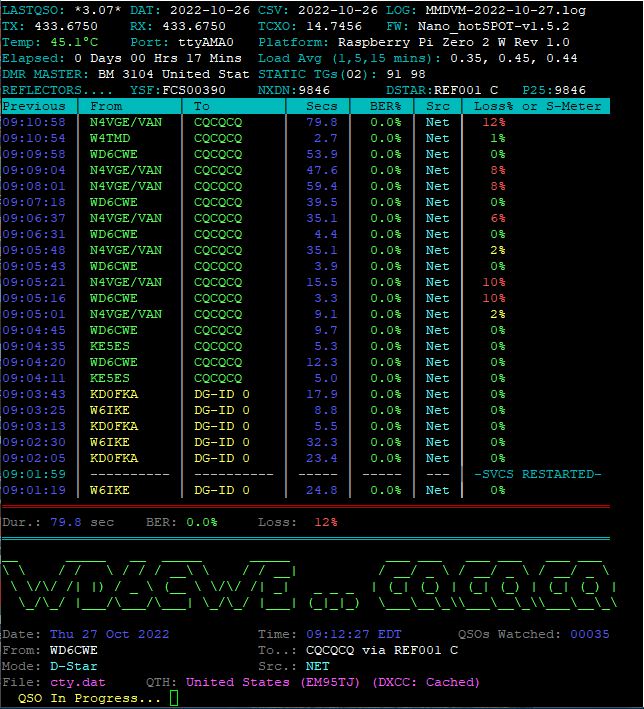 LASTQSO: *3.07* DAT: 2022-10-26 CSV: 2022-10-26 LOG: MMDVM-2022-10-27.log
TX: 433.6750 RX: 433.6750 TCXO: 14.7456 FW: Nano_hotSPOT-v1.5.2
Temp: 45.1°C Port: ttyAMA0 Platform: Raspberry Pi Zero 2 W Rev 1.0
Elapsed: 0 Days 00 Hrs 17 Mins Load Avg (1,5,15 mins): 0.35, 0.45, 0.44
DMR MASTER: BM 3104 United Stat STATIC TGs(02): 91 98
REFLECTORS.... YSF:FCS00390 NXDN:9846 DSTAR:REF001 C P25:9846
Previous | From | To | Secs | BER% | Src | Loss% or S-Meter
09:10:58 | N4VGE/VAN | CQCQCQ | 79.8 | 0.0% | Net | 12%
09:10:54 | W4TMD | CQCQCQ | 2.7 | 0.0% | Net | 1%
09:09:58 | WD6CWE | CQCQCQ | 53.9 | 0.0% | Net | 0%
09:09:04 | N4VGE/VAN | CQCQCQ | 47.6 | 0.0% | Net | 8%
09:08:01 | N4VGE/VAN | CQCQCQ | 59.4 | 0.0% | Net | 8%
09:07:18 | WD6CWE | CQCQCQ | 39.5 | 0.0% | Net | 0%
09:06:37 | N4VGE/VAN | CQCQCQ | 35.1 | 0.0% | Net | 6%
09:06:31 | WD6CWE | CQCQCQ | 4.4 | 0.0% | Net | 0%
09:05:48 | N4VGE/VAN | CQCQCQ | 35.1 | 0.0% | Net | 2%
09:05:43 | WD6CWE | CQCQCQ | 3.9 | 0.0% | Net | 0%
09:05:21 | N4VGE/VAN | CQCQCQ | 15.5 | 0.0% | Net | 10%
09:05:16 | WD6CWE | CQCQCQ | 3.3 | 0.0% | Net | 10%
09:05:01 | N4VGE/VAN | CQCQCQ | 9.1 | 0.0% | Net | 2%
09:04:45 | WD6CWE | CQCQCQ | 9.7 | 0.0% | Net | 0%
09:04:35 | KE5ES | CQCQCQ | 5.3 | 0.0% | Net | 0%
09:04:20 | WD6CWE | CQCQCQ | 12.3 | 0.0% | Net | 0%
09:04:11 | KE5ES | CQCQCQ | 5.0 | 0.0% | Net | 0%
09:03:43 | KD0FKA | DG-ID 0 | 17.9 | 0.0% | Net | 0%
09:03:25 | W6IKE | DG-ID 0 | 8.8 | 0.0% | Net | 0%
09:03:13 | KD0FKA | DG-ID 0 | 5.5 | 0.0% | Net | 0%
09:02:30 | W6IKE | DG-ID 0 | 32.3 | 0.0% | Net | 0%
09:02:05 | KD0FKA | DG-ID 0 | 23.4 | 0.0% | Net | 0%
09:01:59 | ---------- | ---------- | ----- | ----- | --- | -SVCS RESTARTED-
09:01:19 | W6IKE | DG-ID 0 | 24.8 | 0.0% | Net | 0%
Dur.: 79.8 sec BER: 0.0% Loss: 12%
WD6CWE ... CQCQCQ
Date: Thu 27 Oct 2022 Time: 09:12:27 EDT QSOs Watched: 00035
From: WD6CWE To..: CQCQCQ via REF001 C
Mode: D-Star Src.: NET
File: cty.dat QTH: United States (EM95TJ) (DXCC: Cached)
QSO In Progress...